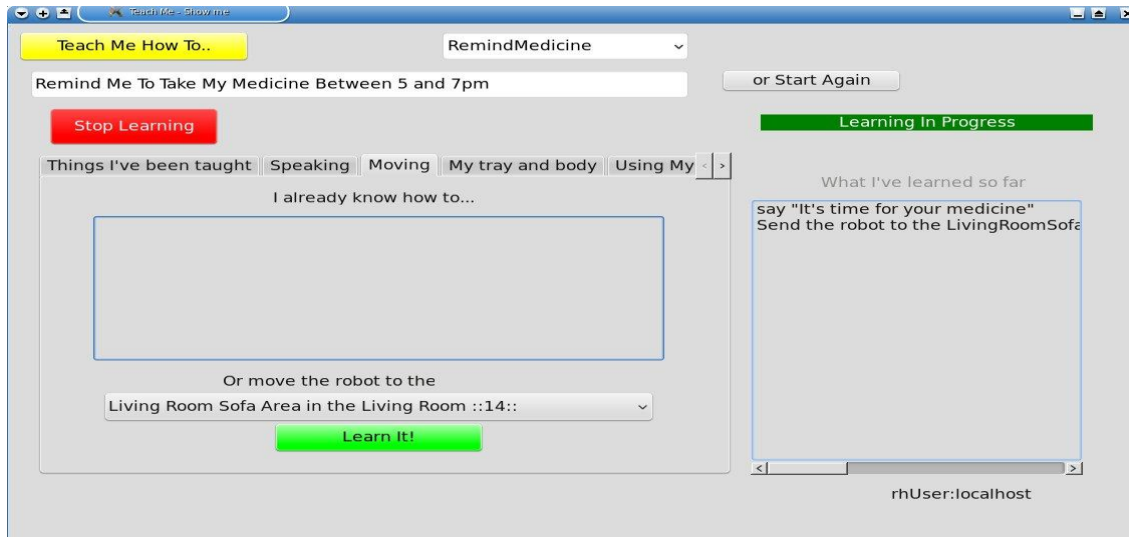 Teach Me - Show me
Teach Me How To..
RemindMedicine
Remind Me To Take My Medicine Between 5 and 7pm
or Start Again
Stop Learning
Learning In Progress
Things I've been taught Speaking Moving My tray and body Using My
What I've learned so far
I already know how to...
say "It's time for your medicine"
Send the robot to the LivingRoomSofa
Or move the robot to the
Living Room Sofa Area in the Living Room ::14::
Learn It!
rhUser:localhost